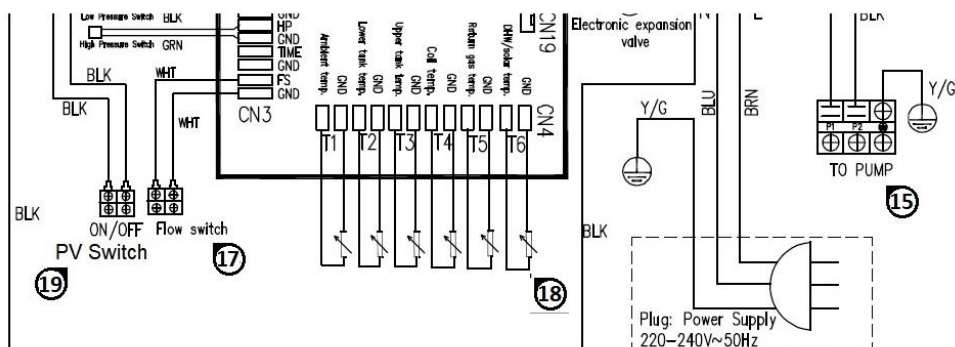 GND
Low Pressure Switch BLK
HP
High Pressure Switch GRN
GND
TIME
GND
FS
GND
CN3
CN19
BLK
BLK
WHT
WHT
Ambient temp.
GND
Lower tank temp.
GND
Upper tank temp.
GND
Coil temp.
GND
Return gas temp.
GND
DHW/solar temp.
GND
CN4
T1 T2 T3 T4 T5 T6
Electronic expansion
valve
N
L
BLK
Y/G
BLU
BRN
Y/G
P1 P2
TO PUMP
15
BLK
ON/OFF
PV Switch
19
Flow switch
17
18
BLK
Plug: Power Supply
220-240V~50Hz